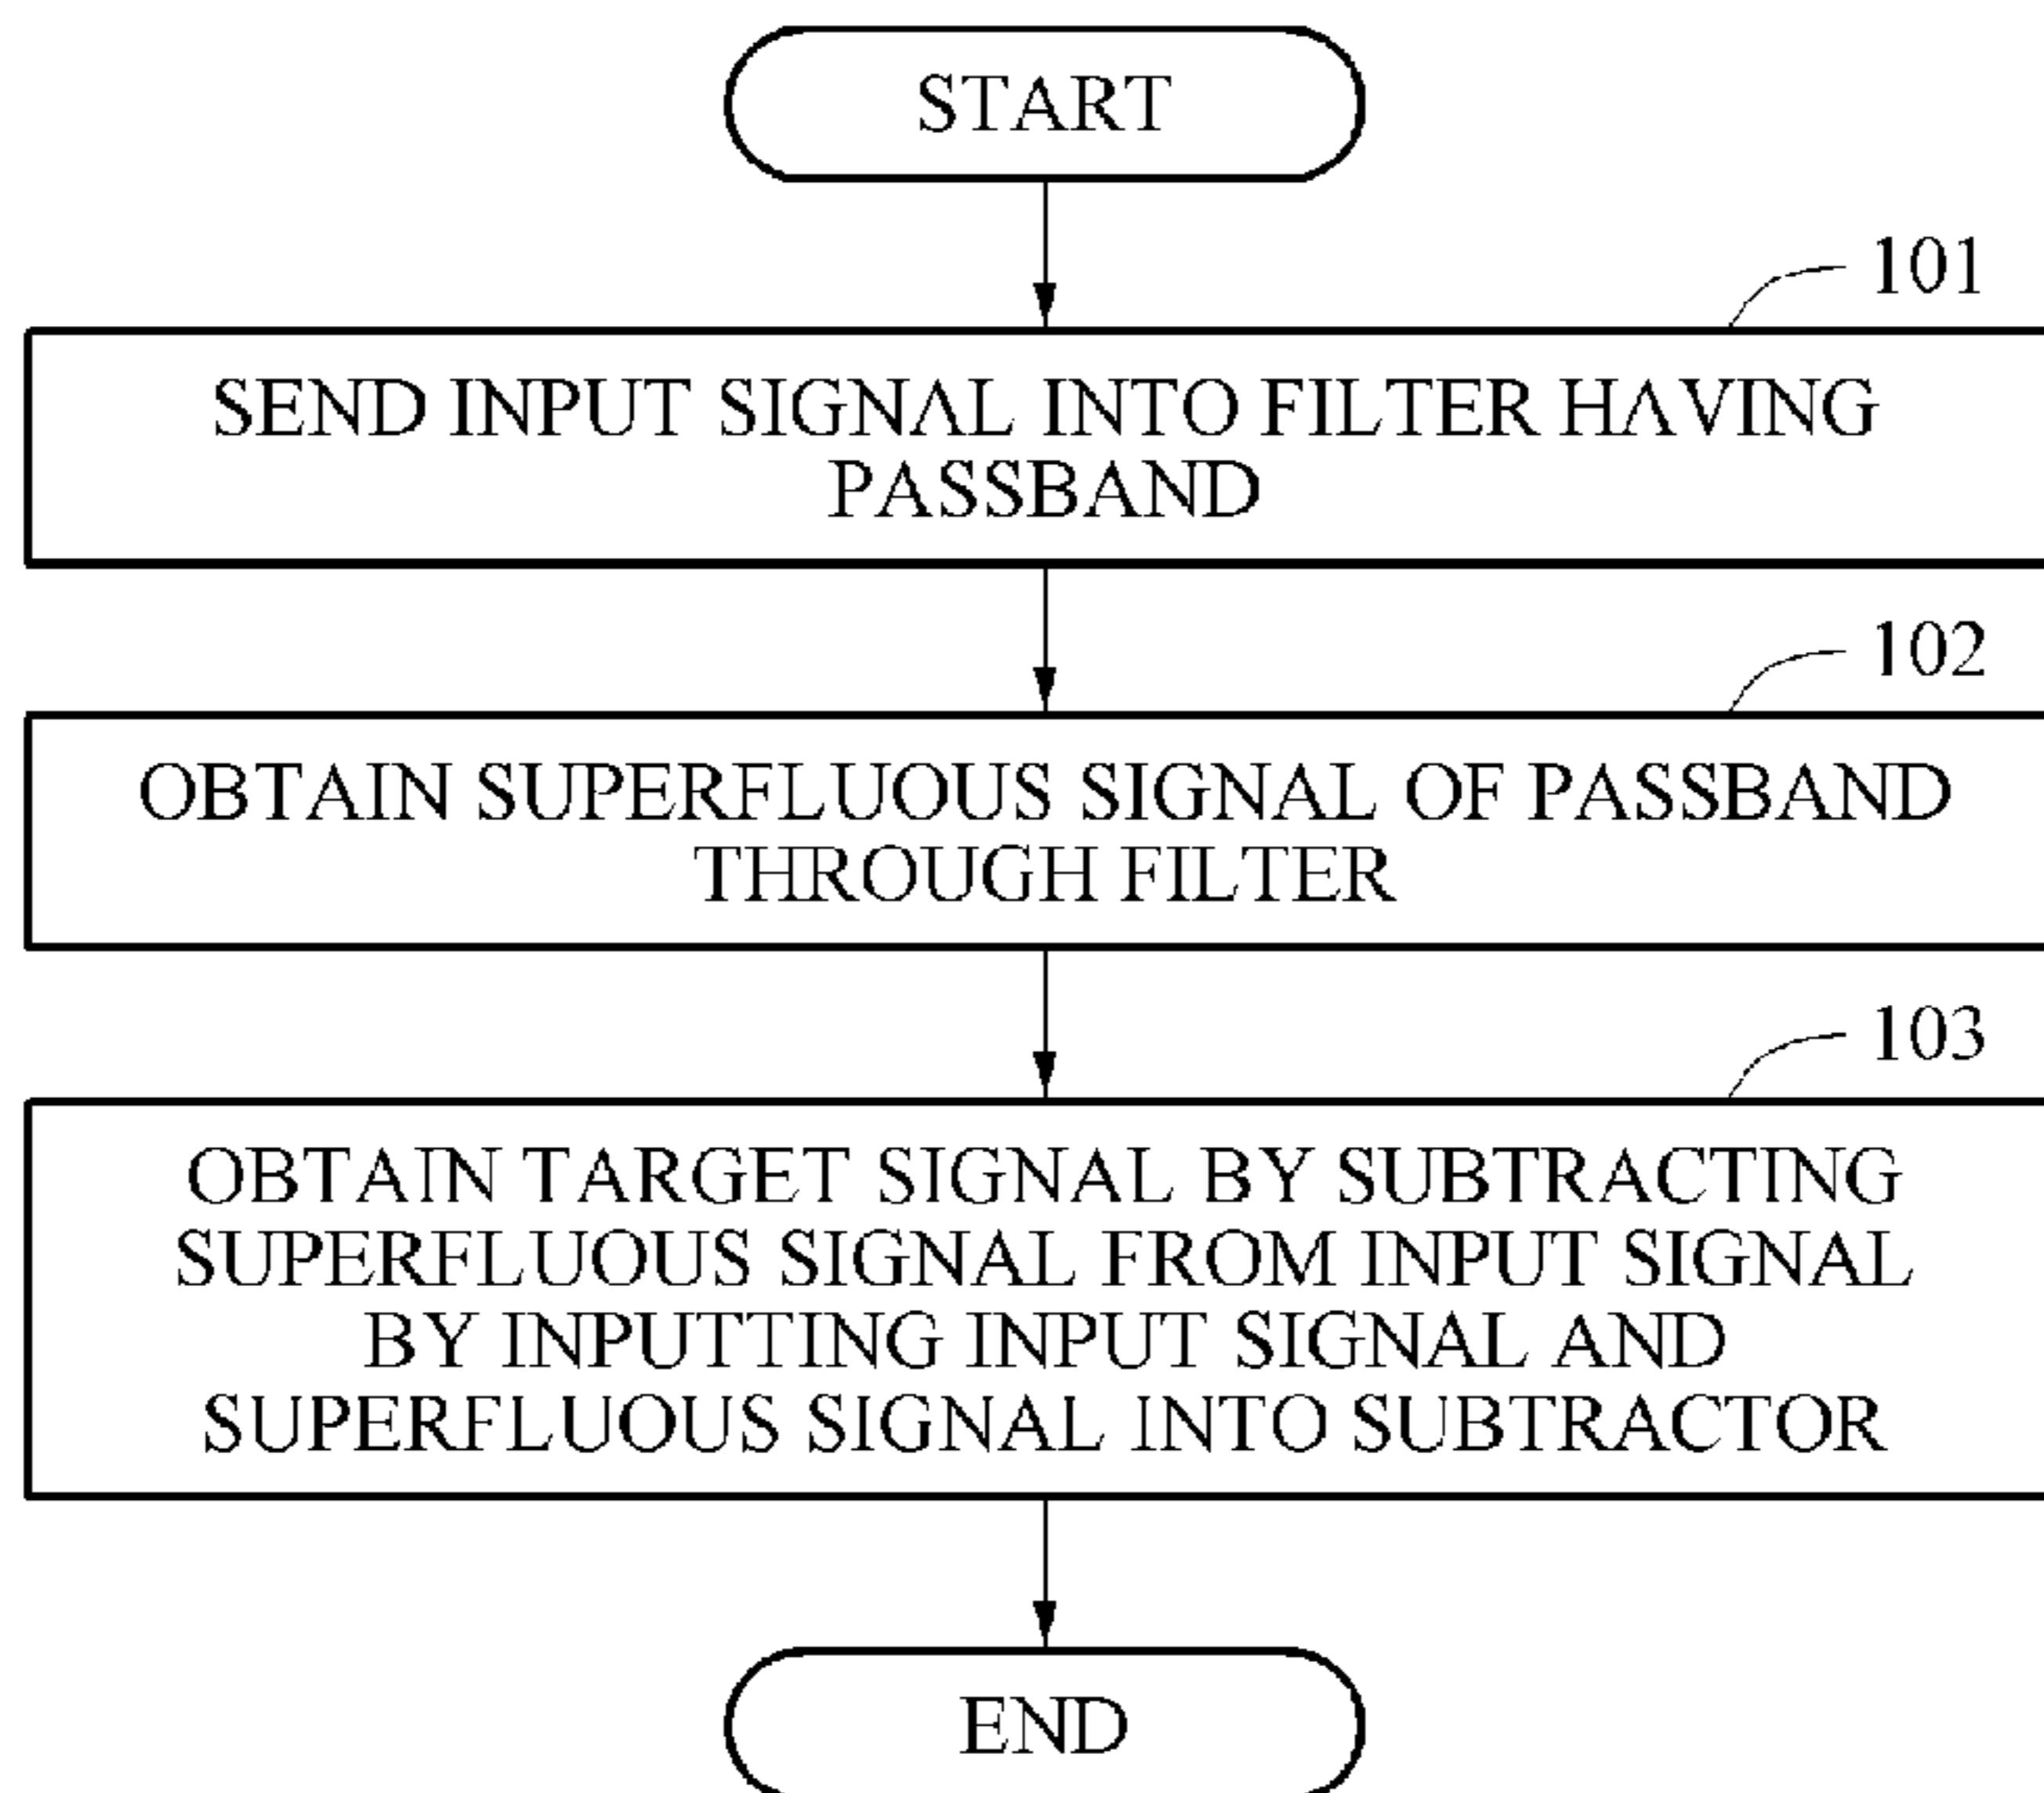 START
101
SEND INPUT SIGNAL INTO FILTER HAVING
PASSBAND
102
OBTAIN SUPERFLUOUS SIGNAL OF PASSBAND
THROUGH FILTER
103
OBTAIN TARGET SIGNAL BY SUBTRACTING
SUPERFLUOUS SIGNAL FROM INPUT SIGNAL
BY INPUTTING INPUT SIGNAL AND
SUPERFLUOUS SIGNAL INTO SUBTRACTOR
END